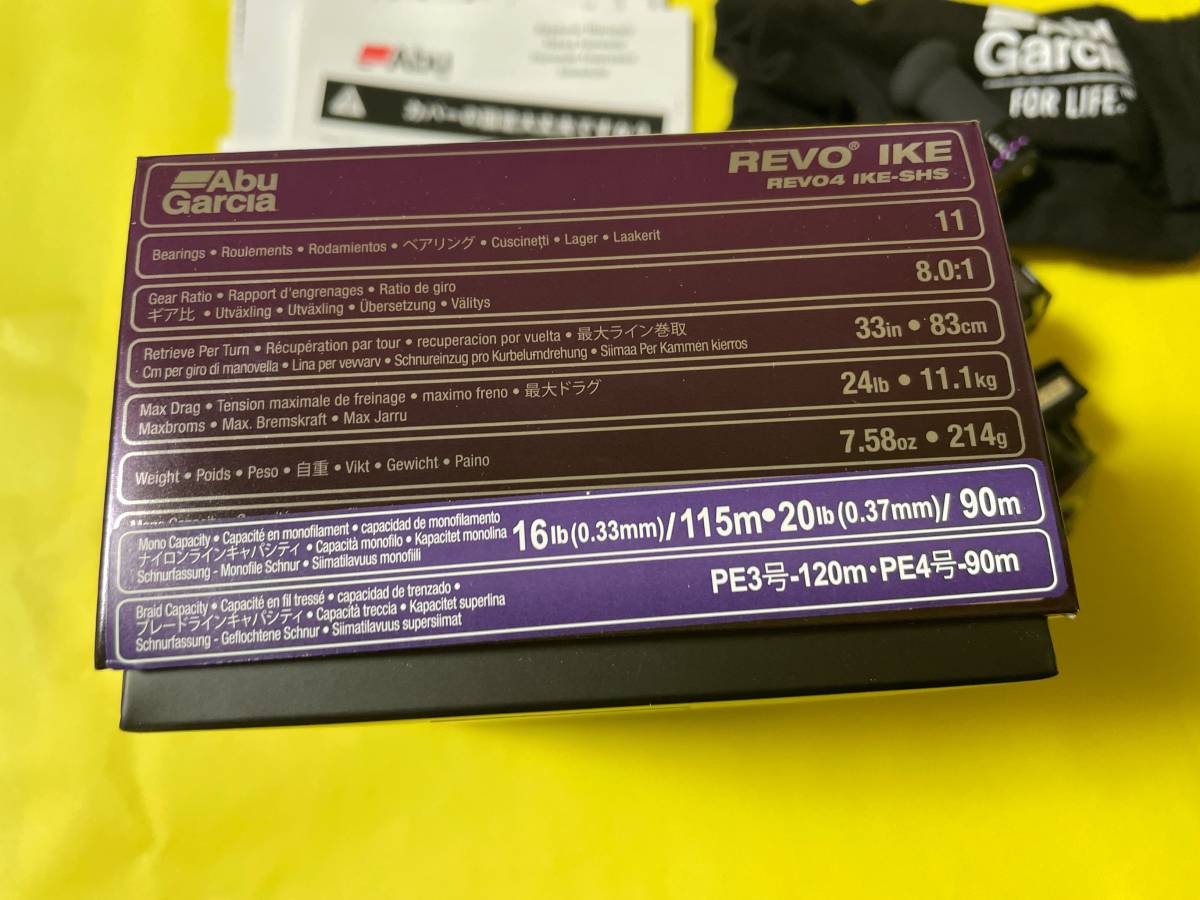 Abu
カバーの固定
Abu
Garcia
FOR LIFE.™
Abu
Garcia
REVO® IKE
REVO4 IKE-SHS
Bearings • Roulements • Rodamientos • ベアリング • Cuscinetti • Lager • Laakerit
11
Gear Ratio • Rapport d'engrenages • Ratio de giro
ギア比 • Utväxling • Utväxling • Übersetzung • Välitys
8.0:1
Retrieve Per Turn • Récupération par tour • recuperacion por vuelta • 最大ライン巻取
Cm per giro di manovella • Lina per vevvarv • Schnureinzug pro Kurbelumdrehung • Siimaa Per Kammén kierros
33in • 83cm
Max Drag • Tension maximale de freinage • maximo freno • 最大ドラグ
Maxbroms • Max. Bremskraft • Max Jarru
24lb • 11.1kg
Weight • Poids • Peso • 自重 • Vikt • Gewicht • Paino
7.58oz • 214g
Mono Capacity • Capacité en monofilament • capacidad de monofilamento
ナイロンラインキャパシティ • Capacità monofilo • Kapacitet monolina
Schnurfassung - Monofile Schnur • Siimatilavuus monofiili
16lb(0.33mm)/115m•20lb(0.37mm)/ 90m
Braid Capacity • Capacité en fil tressé • capacidad de trenzado •
ブレードラインキャパシティ • Capacità treccia • Kapacitet superlina
Schnurfassung - Geflochtene Schnur • Siimatilavuus supersiimat
PE3号-120m･PE4号-90m